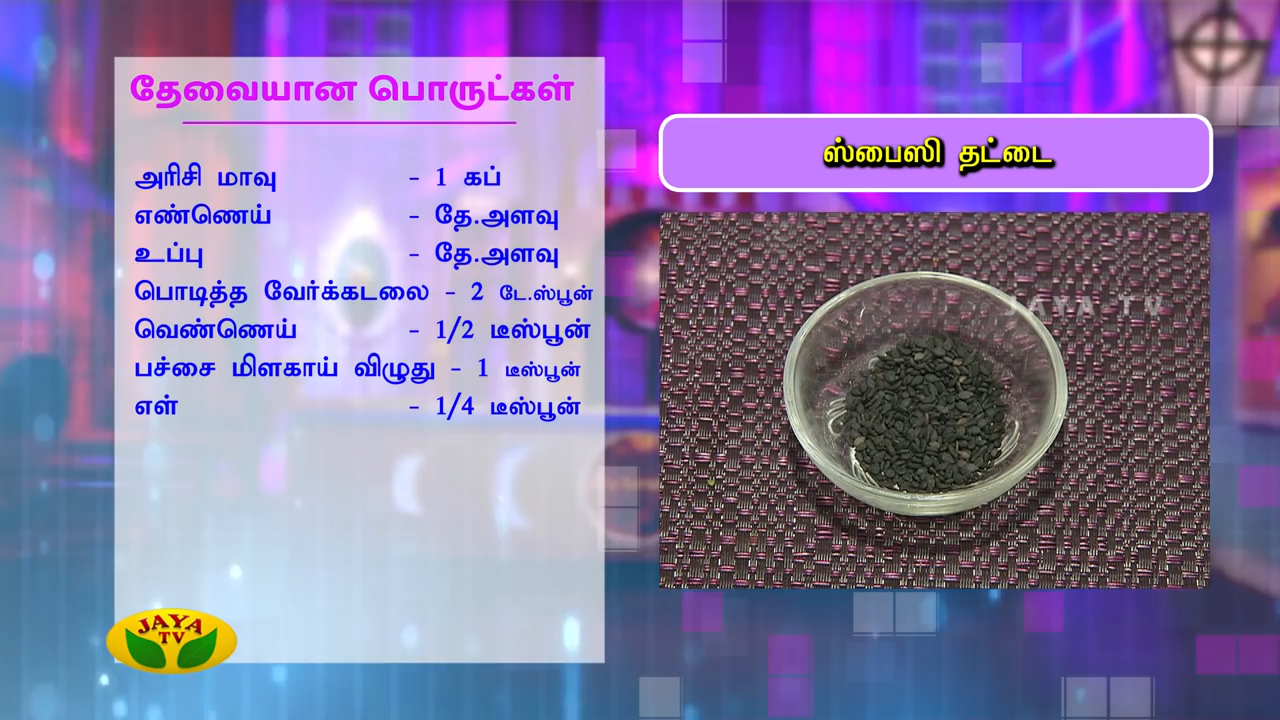 தேவையான பொருட்கள்
அரிசி மாவு - 1 கப்
எண்ணெய் - தே.அளவு
உப்பு - தே.அளவு
பொடித்த வேர்க்கடலை - 2 டே.ஸ்பூன்
வெண்ணெய் - 1/2 டீஸ்பூன்
பச்சை மிளகாய் விழுது - 1 டீஸ்பூன்
எள் - 1/4 டீஸ்பூன்
ஸ்பைஸி தட்டை
JAYA TV
JAYA
TV